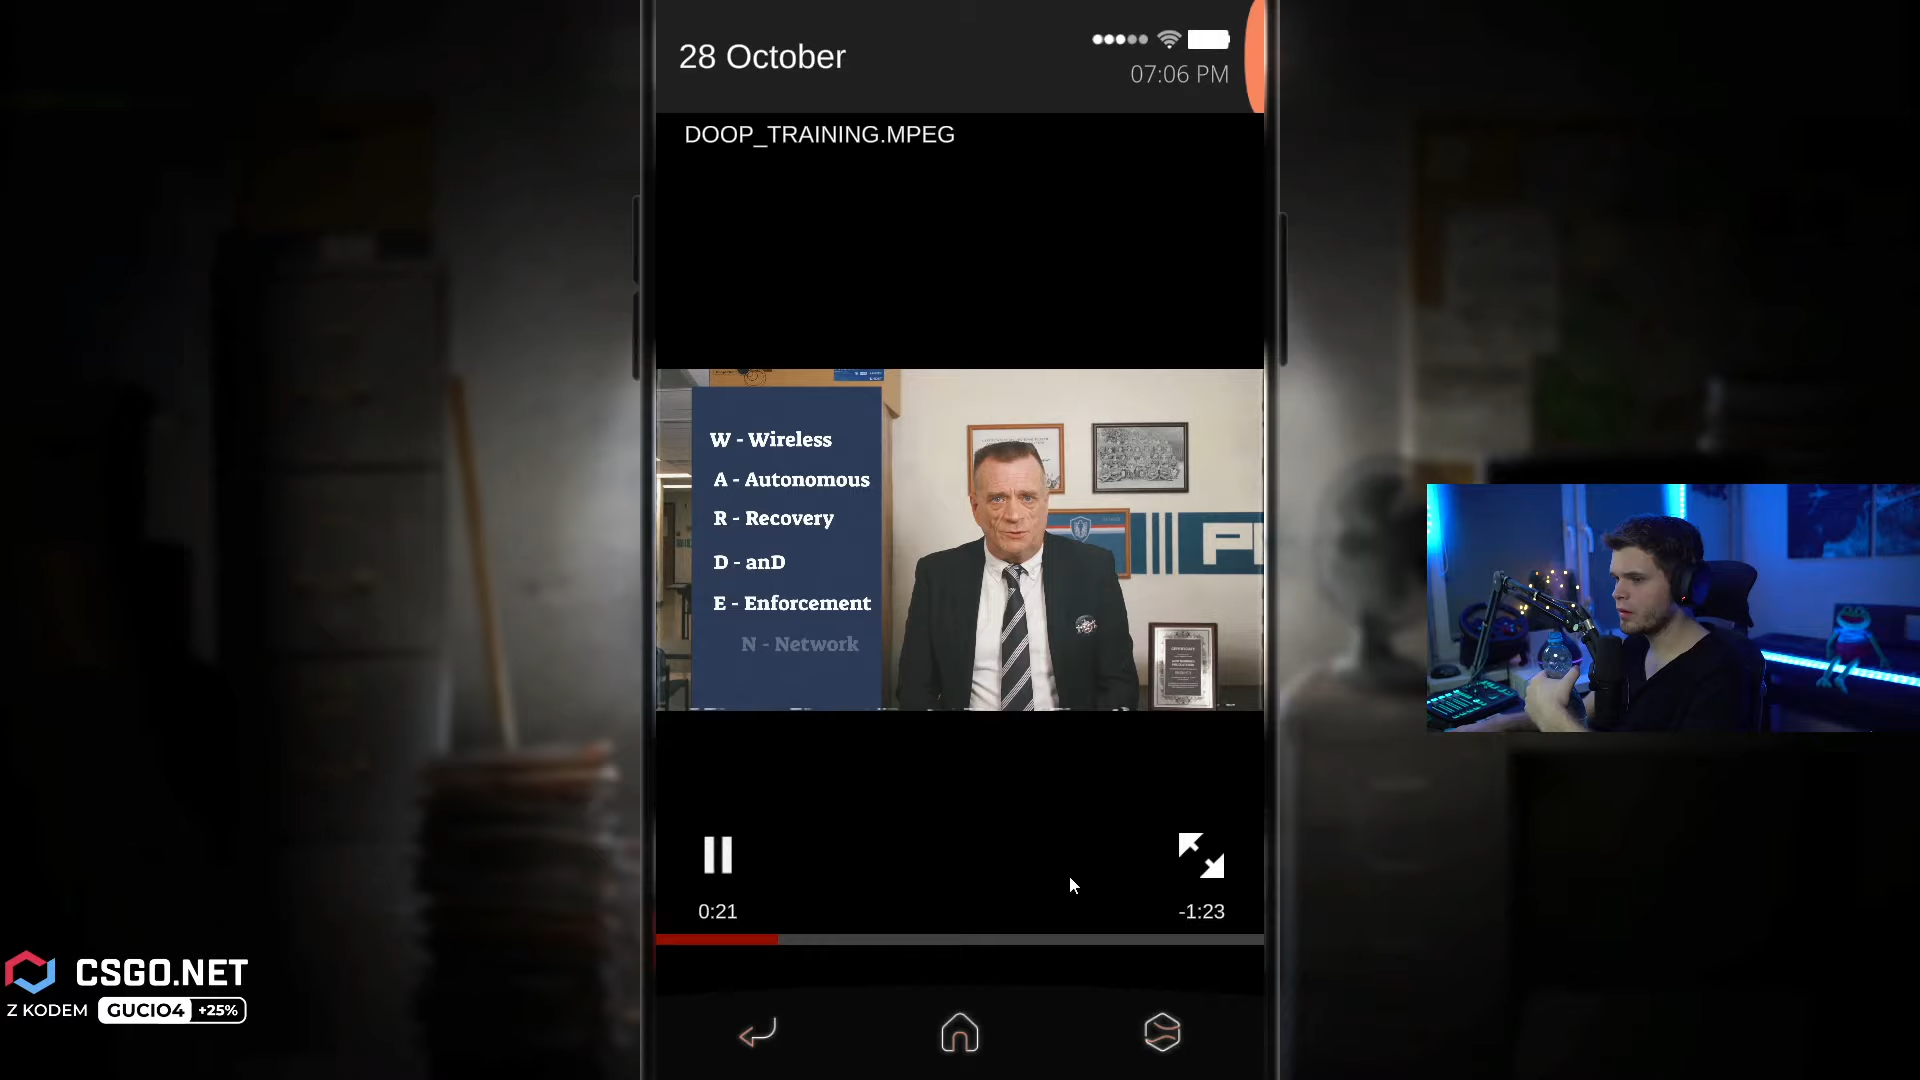 28 October
07:06 PM
DOOP_TRAINING.MPEG
W - Wireless
A - Autonomous
R - Recovery
D - anD
E - Enforcement
N - Network
0:21
-1:23
CSGO.NET
Z KODEM GUCIO4 +25%